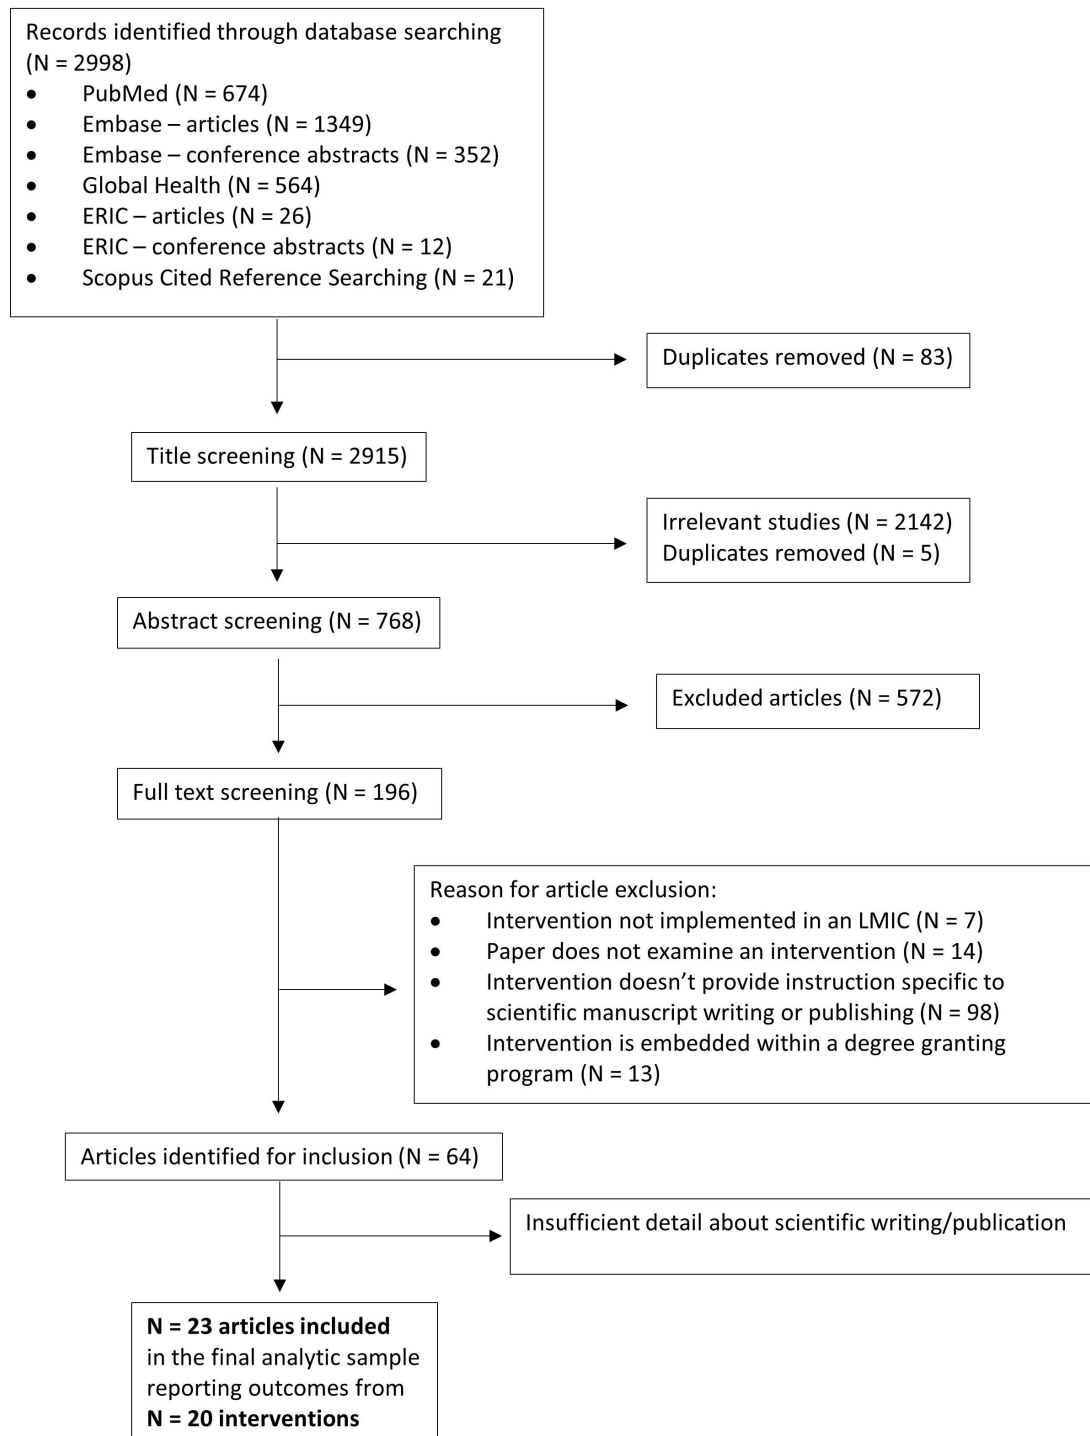 Records identified through database searching
(N = 2998)
• PubMed (N = 674)
• Embase – articles (N = 1349)
• Embase – conference abstracts (N = 352)
• Global Health (N = 564)
• ERIC – articles (N = 26)
• ERIC – conference abstracts (N = 12)
• Scopus Cited Reference Searching (N = 21)
Duplicates removed (N = 83)
Title screening (N = 2915)
Irrelevant studies (N = 2142)
Duplicates removed (N = 5)
Abstract screening (N = 768)
Excluded articles (N = 572)
Full text screening (N = 196)
Reason for article exclusion:
• Intervention not implemented in an LMIC (N = 7)
• Paper does not examine an intervention (N = 14)
• Intervention doesn’t provide instruction specific to
scientific manuscript writing or publishing (N = 98)
• Intervention is embedded within a degree granting
program (N = 13)
Articles identified for inclusion (N = 64)
Insufficient detail about scientific writing/publication
N = 23 articles included
in the final analytic sample
reporting outcomes from
N = 20 interventions